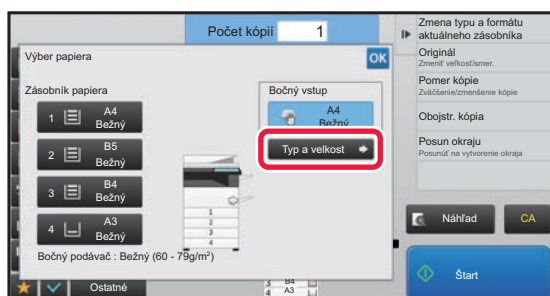 Počet kópií 1
Výber papiera
OK
Zásobník papiera
1 A4
Bežný
2 B5
Bežný
3 B4
Bežný
4 A3
Bežný
Bočný vstup
A4
Bežný
Typ a velkost
1
2
3
4
Bočný podávač : Bežný (60 - 79g/m²)
Ostatné
3 B4
4 A3
Zmena typu a formátu
aktuálneho zásobníka
Originál
Zmeniť veľkosť/smer.
Pomer kópie
Zväčšenie/zmenšenie kópie
Obojstr. kópia
Posun okraju
Posunúť na vytvorenie okraja
Náhľad
CA
Štart